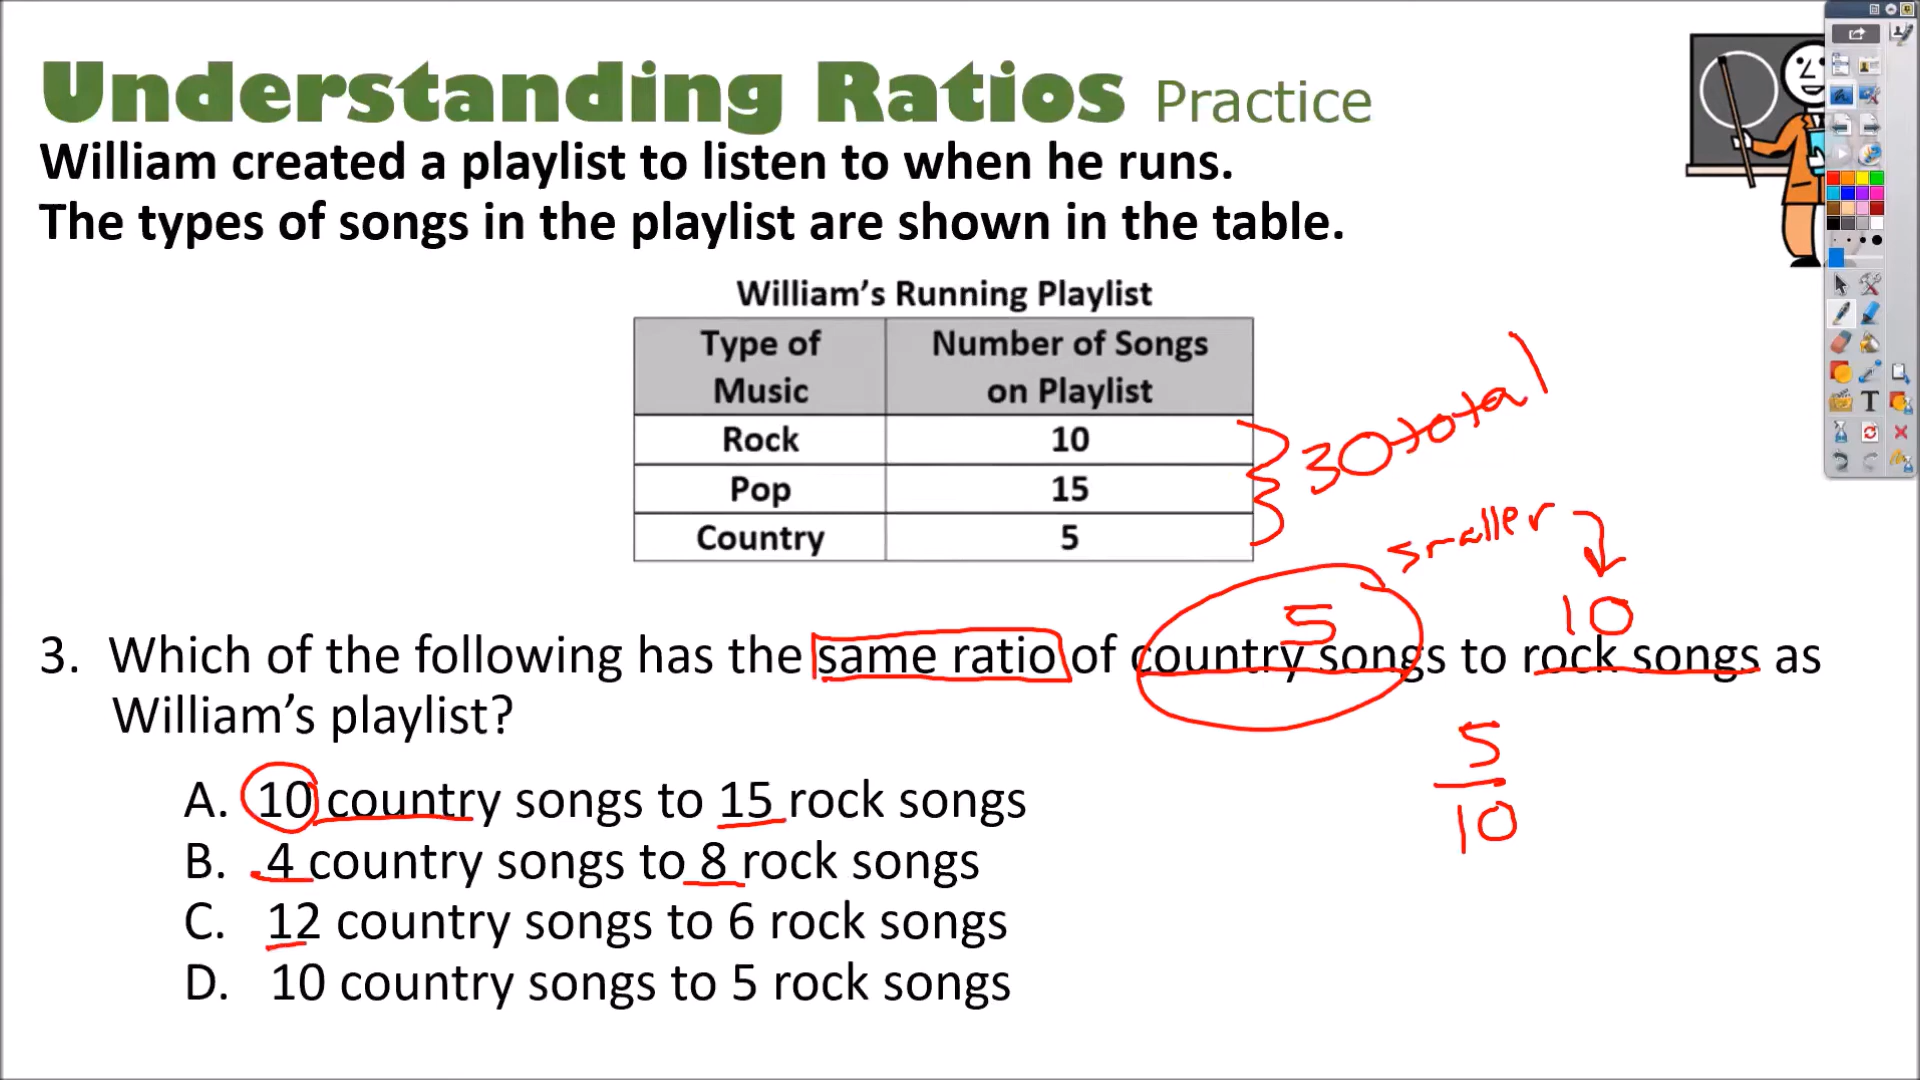 Understanding Ratios Practice
William created a playlist to listen to when he runs.
The types of songs in the playlist are shown in the table.
William's Running Playlist
Type of Music
Number of Songs on Playlist
Rock 10
Pop 15
Country 5
30 total
smaller
5
10
3. Which of the following has the same ratio of country songs to rock songs as
William's playlist?
5
10
A. 10 country songs to 15 rock songs
B. 4 country songs to 8 rock songs
C. 12 country songs to 6 rock songs
D. 10 country songs to 5 rock songs
T